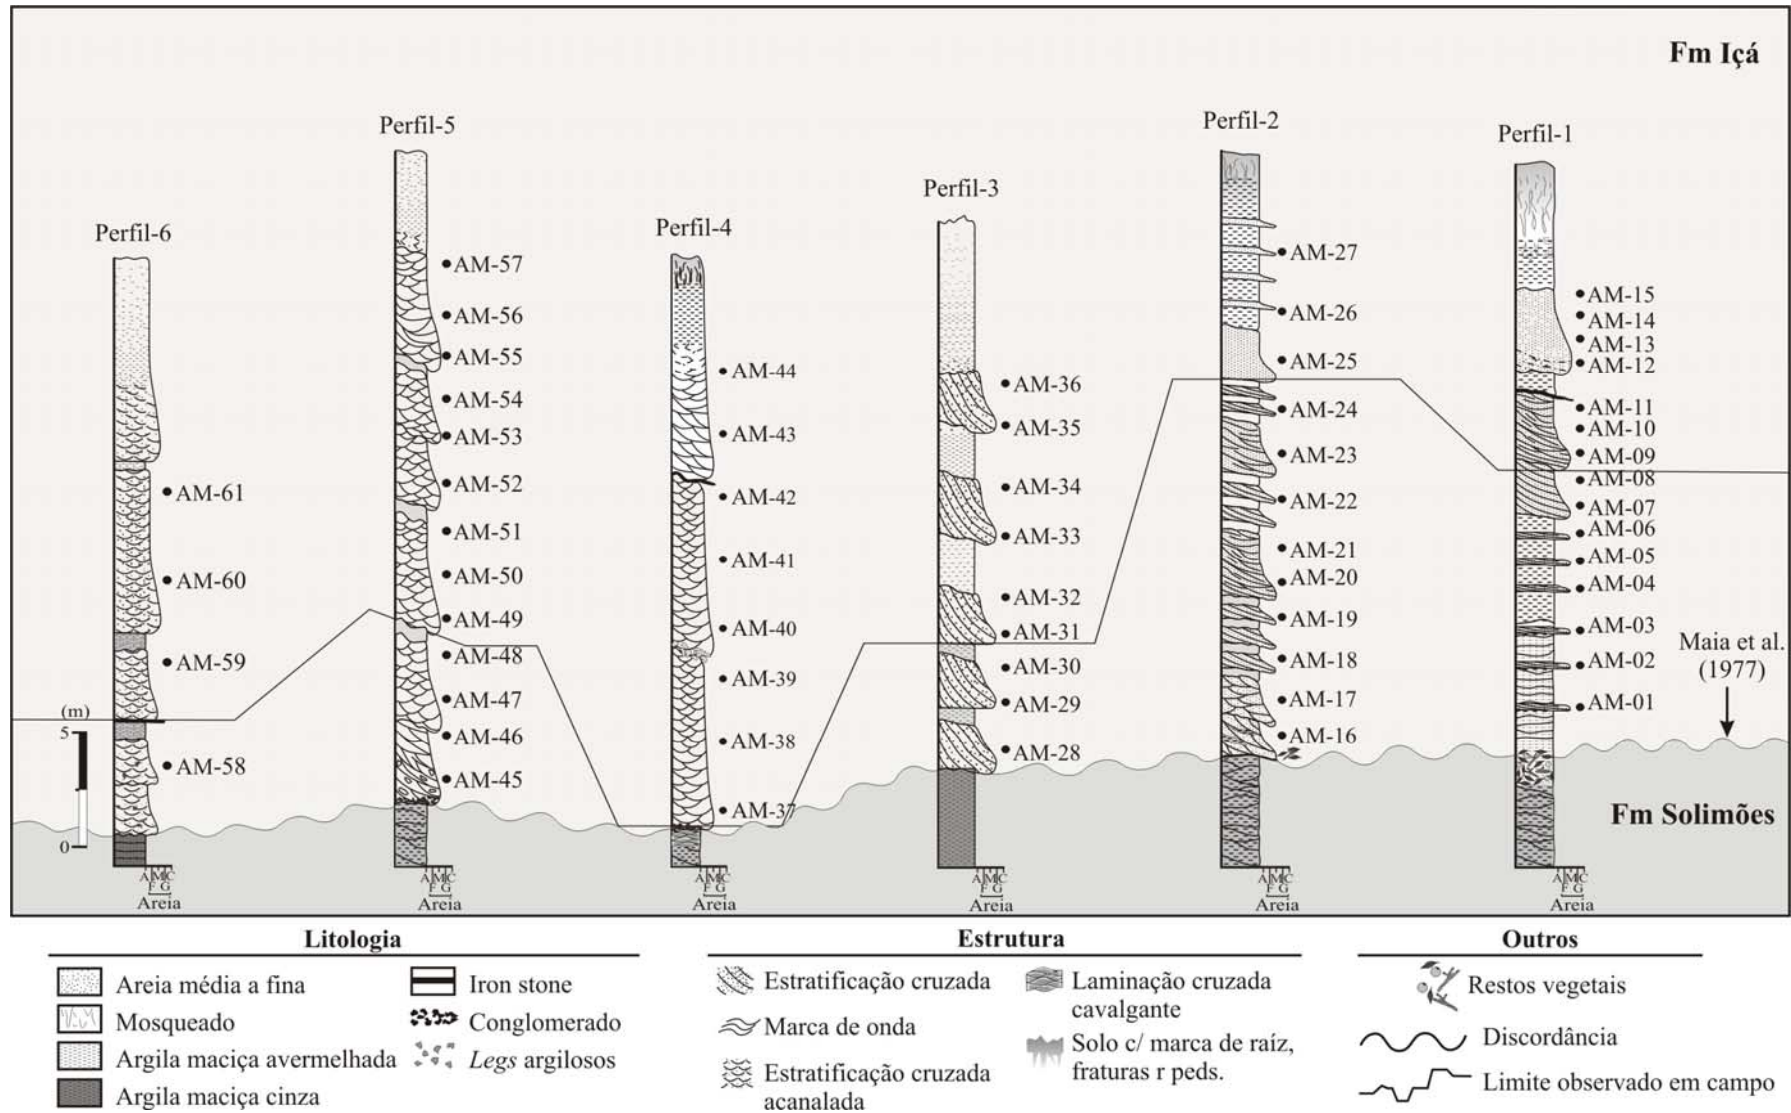 Fm Içá
Perfil-6
AM-61
AM-60
AM-59
AM-58
Perfil-5
AM-57
AM-56
AM-55
AM-54
AM-53
AM-52
AM-51
AM-50
AM-49
AM-48
AM-47
AM-46
AM-45
Perfil-4
AM-44
AM-43
AM-42
AM-41
AM-40
AM-39
AM-38
AM-37
Perfil-3
AM-36
AM-35
AM-34
AM-33
AM-32
AM-31
AM-30
AM-29
AM-28
Perfil-2
AM-27
AM-26
AM-25
AM-24
AM-23
AM-22
AM-21
AM-20
AM-19
AM-18
AM-17
AM-16
Perfil-1
AM-15
AM-14
AM-13
AM-12
AM-11
AM-10
AM-09
AM-08
AM-07
AM-06
AM-05
AM-04
AM-03
AM-02
AM-01
Maia et al.
(1977)
Fm Solimões
(m)
5
0
A M C
F G
Areia
A M C
F G
Areia
A M C
F G
Areia
A M C
F G
Areia
A M C
F G
Areia
A M C
F G
Areia
Litologia
Areia média a fina
Mosqueado
Argila maciça avermelhada
Argila maciça cinza
Iron stone
Conglomerado
Legs argilosos
Estrutura
Estratificação cruzada
Marca de onda
Estratificação cruzada
acanalada
Laminação cruzada
cavalgante
Solo c/ marca de raíz,
fraturas r peds.
Outros
Restos vegetais
Discordância
Limite observado em campo